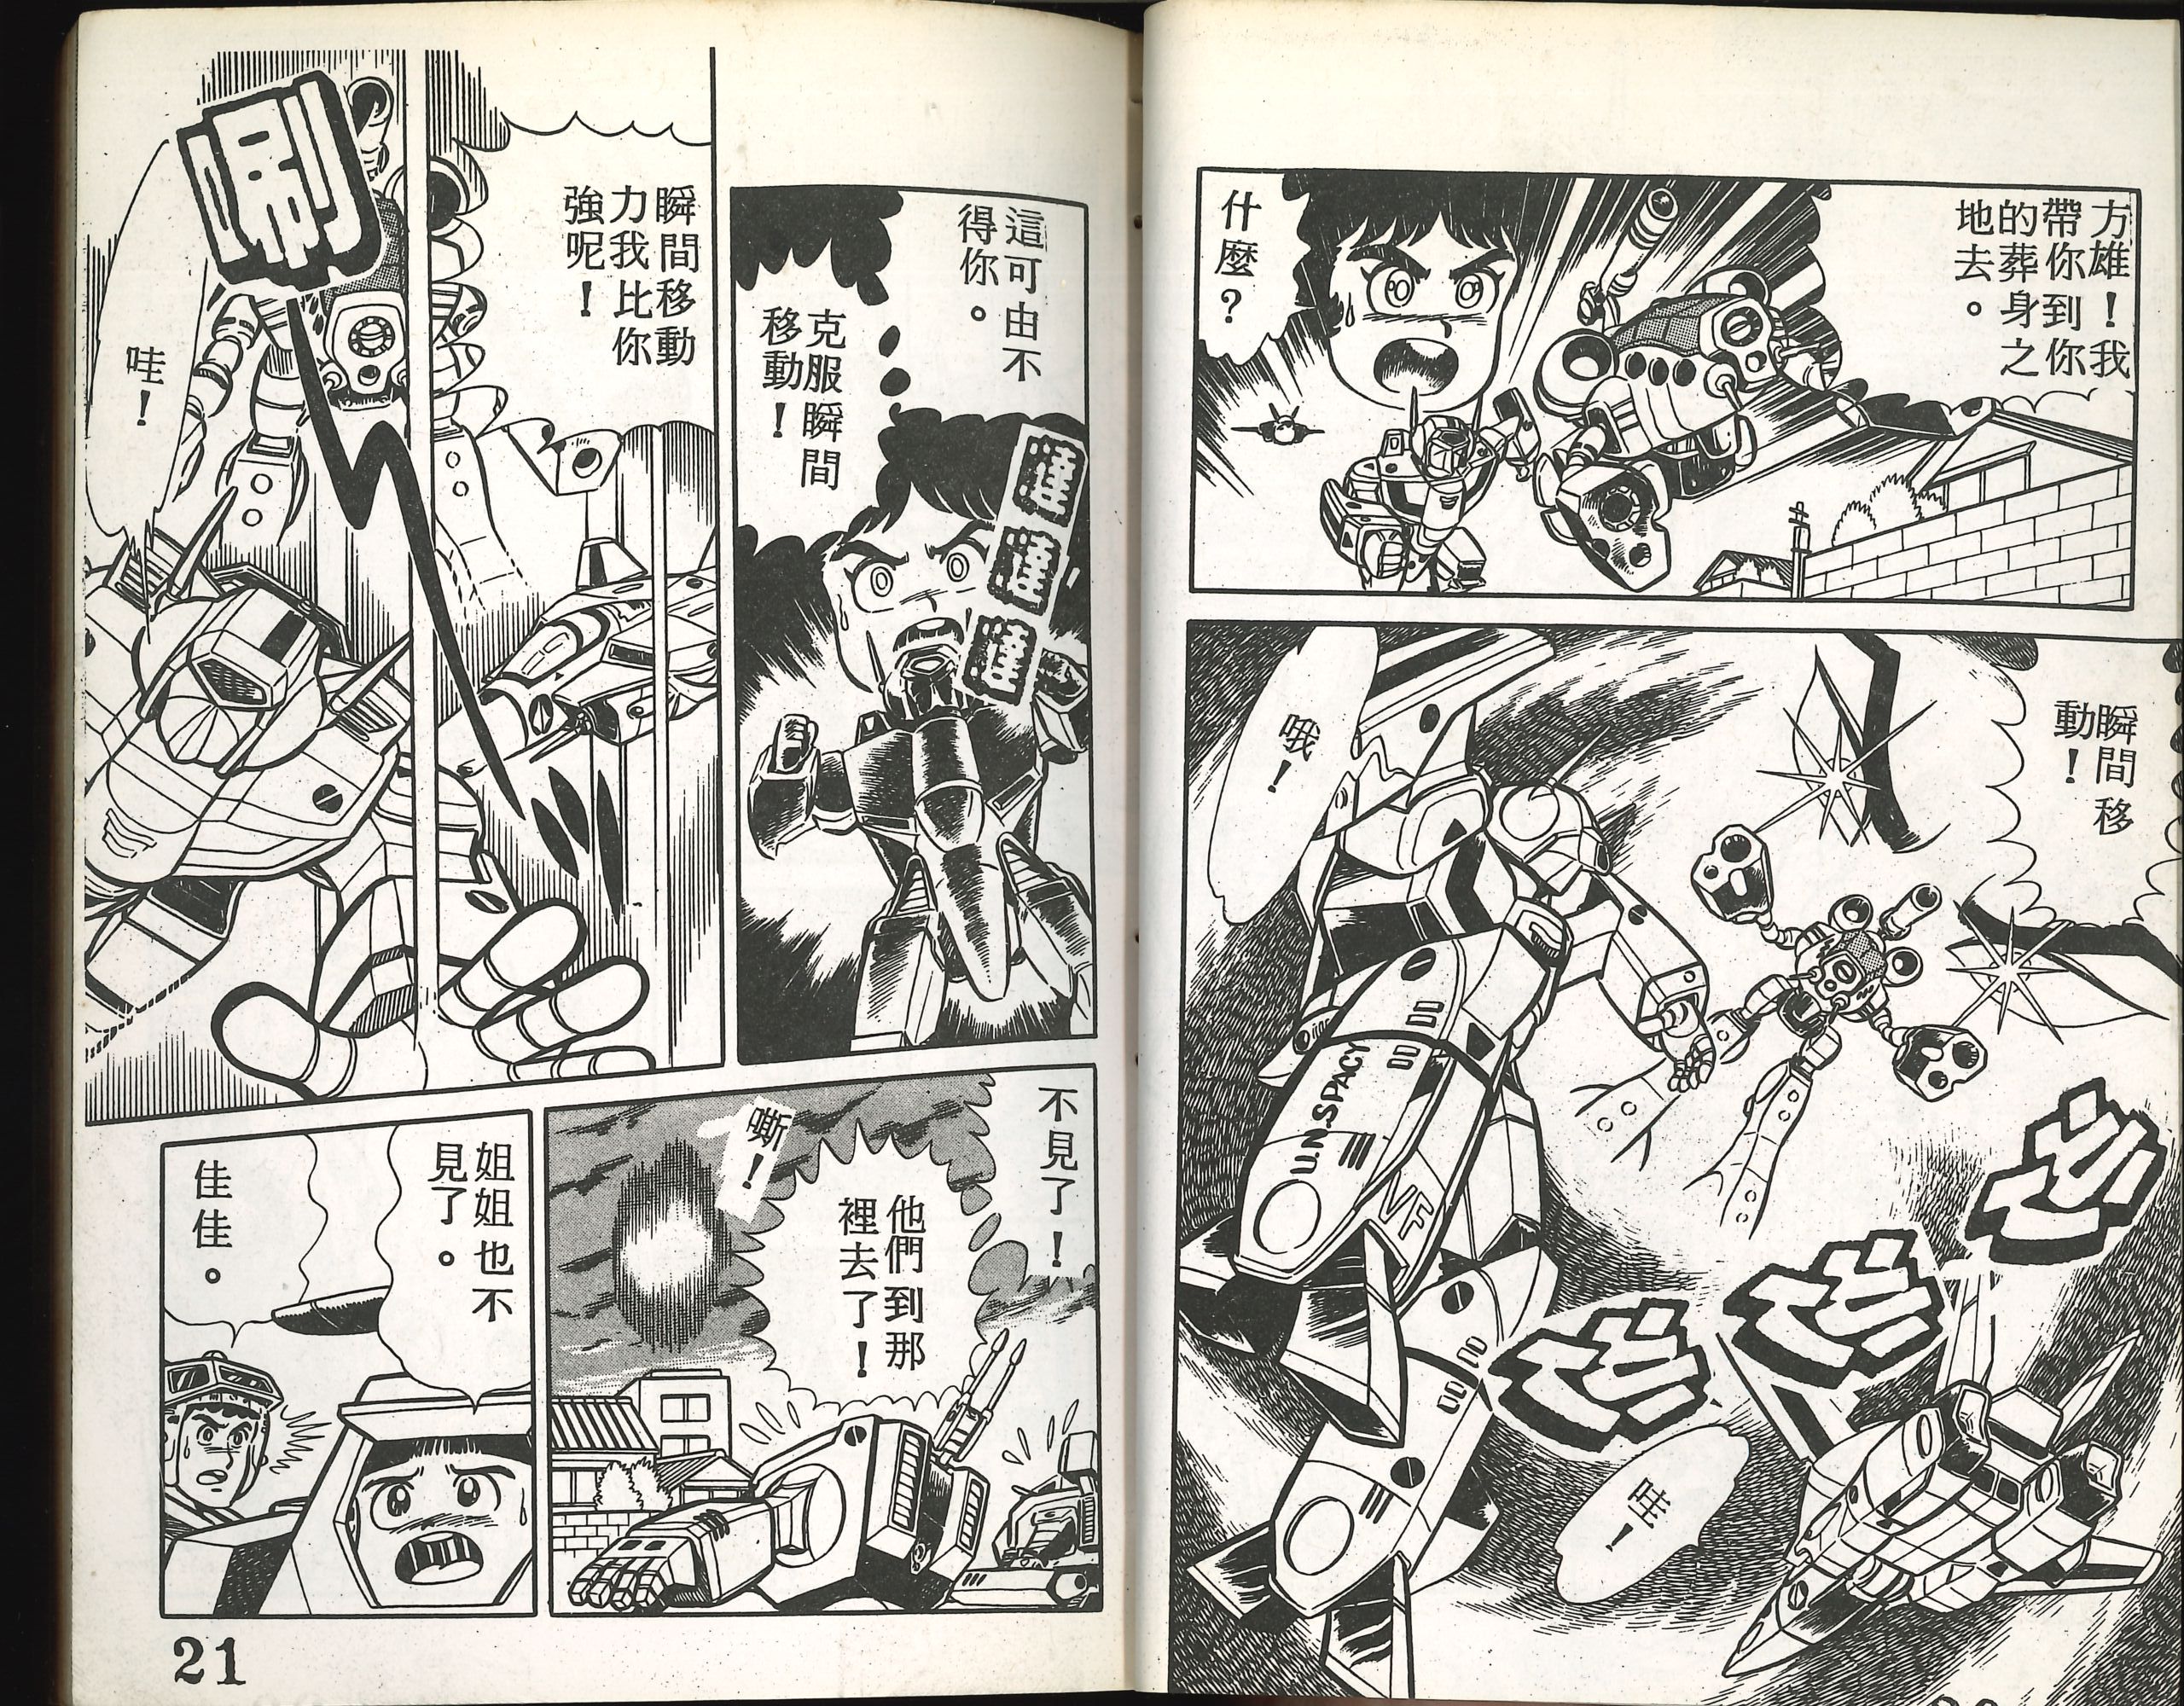 方雄！我
帶你到你
的葬身之
地去。
什麼？
瞬間移
動！
哦！
U.N.SPACY
VF
哇！
這可由不
得你。
克服瞬間
移動！
噠
噠
噠
瞬間移動
力我比你
強呢！
唰
哇！
不見了！
他們到那
裡去了！
嘶！
姐姐也不
見了。
佳佳。
21